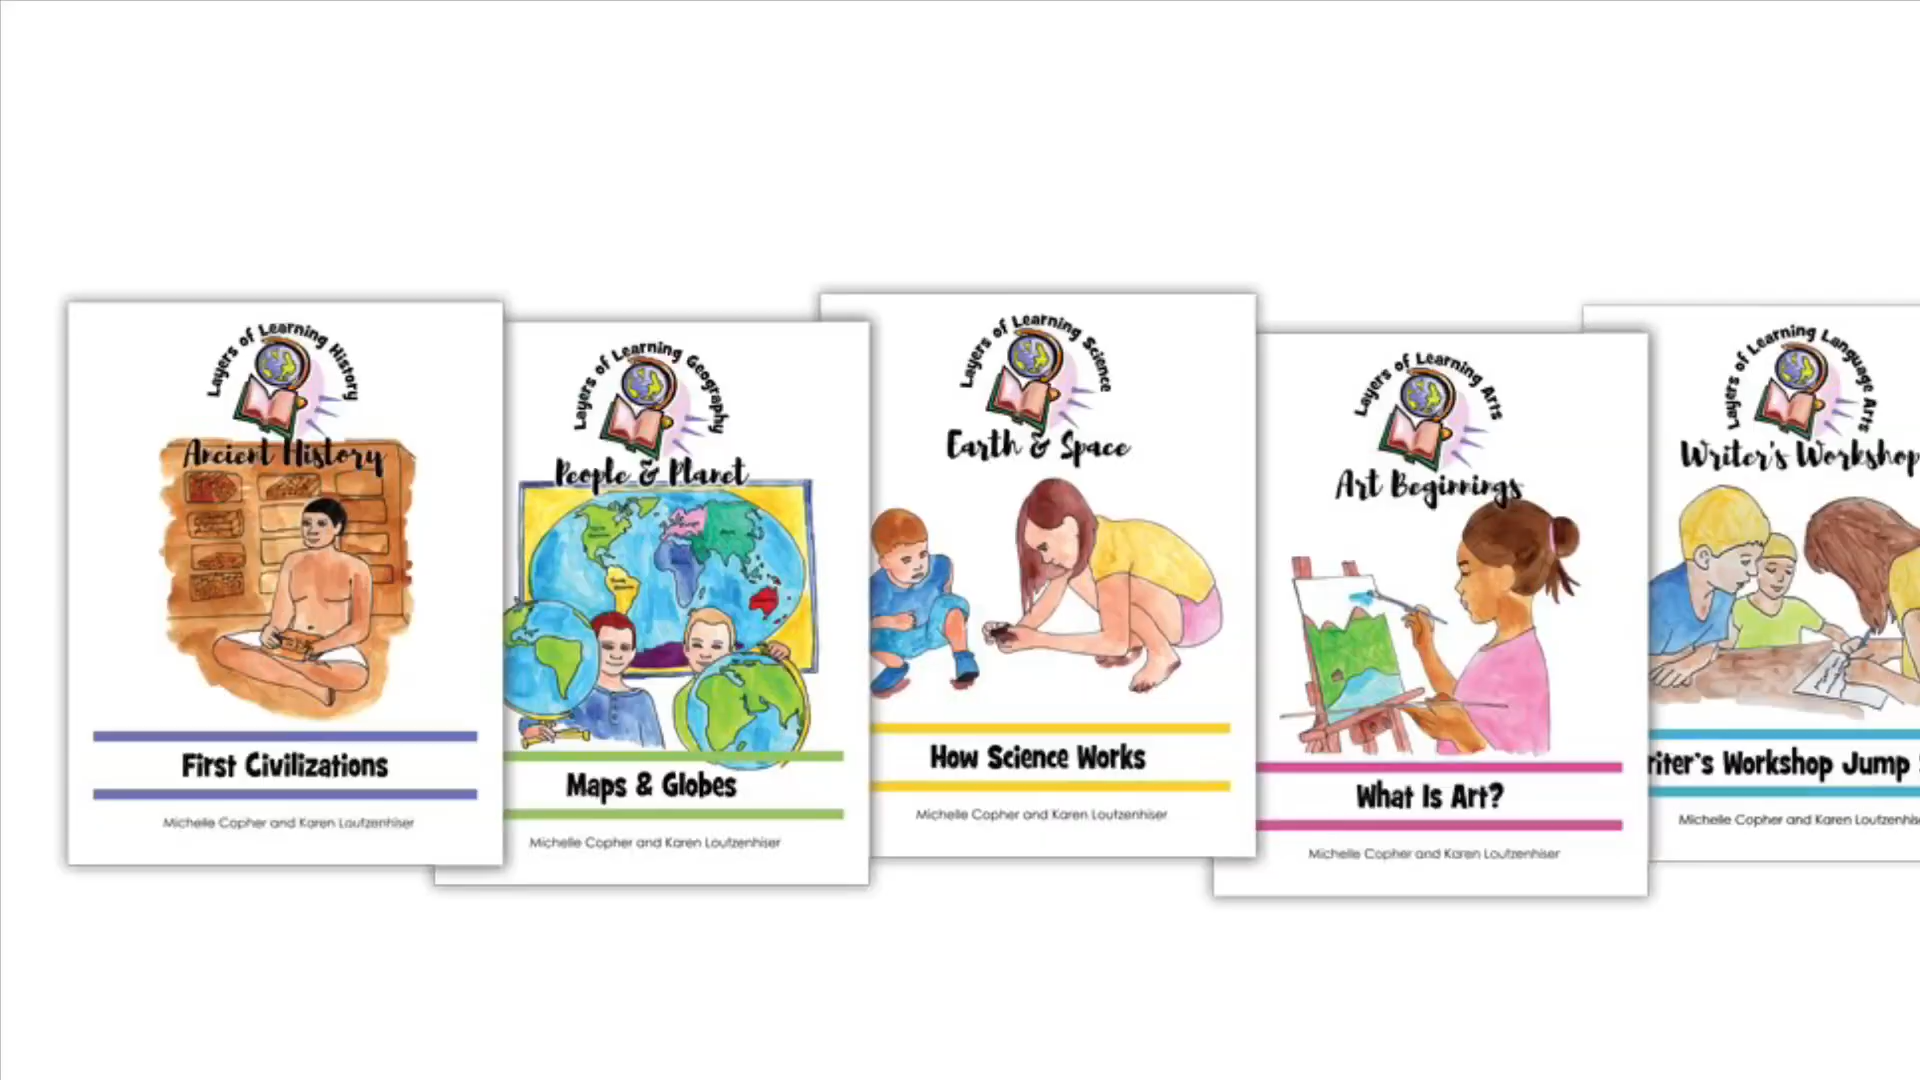 Layers of Learning History
Ancient History
First Civilizations
Michelle Copher and Karen Loutzenhiser
Layers of Learning Geography
People & Planet
Maps & Globes
Michelle Copher and Karen Loutzenhiser
Layers of Learning Science
Earth & Space
How Science Works
Michelle Copher and Karen Loutzenhiser
Layers of Learning Arts
Art Beginnings
What Is Art?
Michelle Copher and Karen Loutzenhiser
Layers of Learning Language Arts
Writer's Workshop
riter's Workshop Jump
Michelle Copher and Karen Loutzenhis